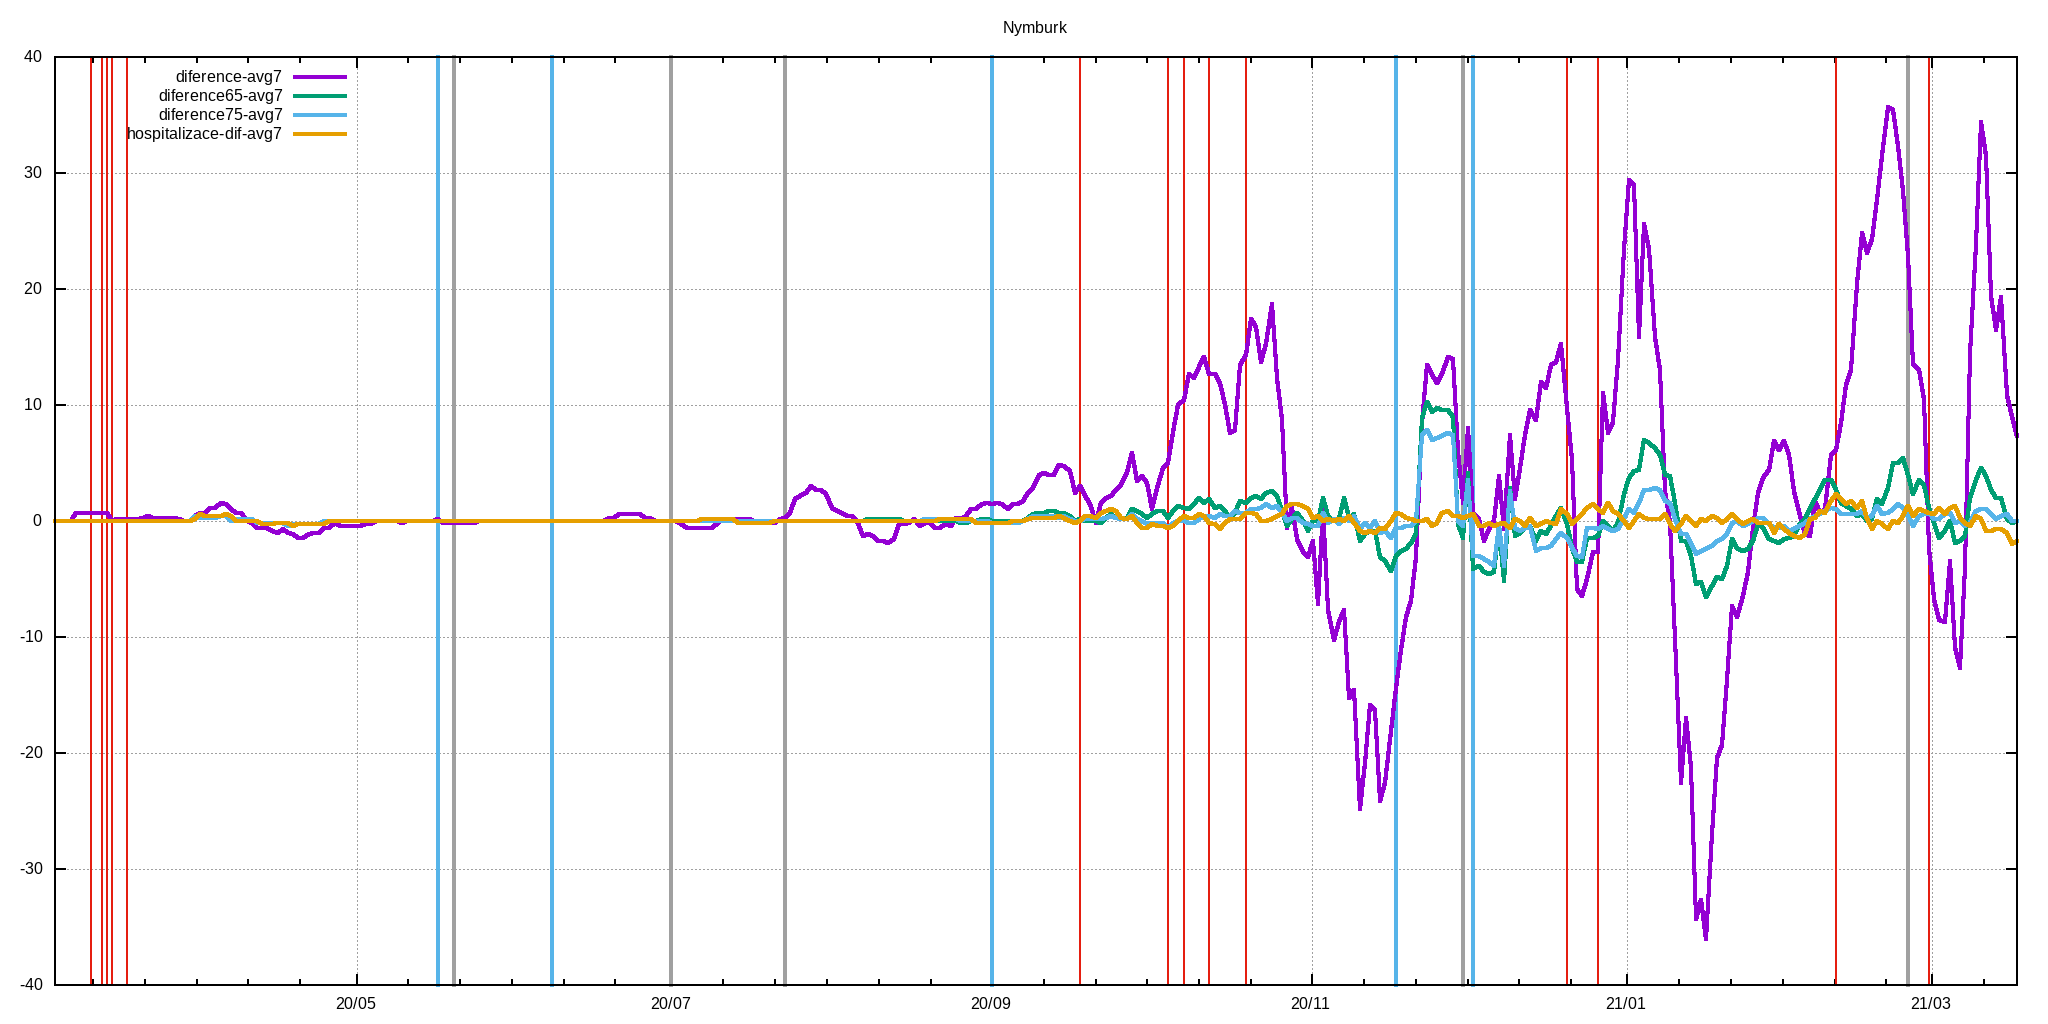 Nymburk
diference-avg7
diference65-avg7
diference75-avg7
hospitalizace-dif-avg7
40
30
20
10
0
-10
-20
-30
-40
20/05 20/07 20/09 20/11 21/01 21/03